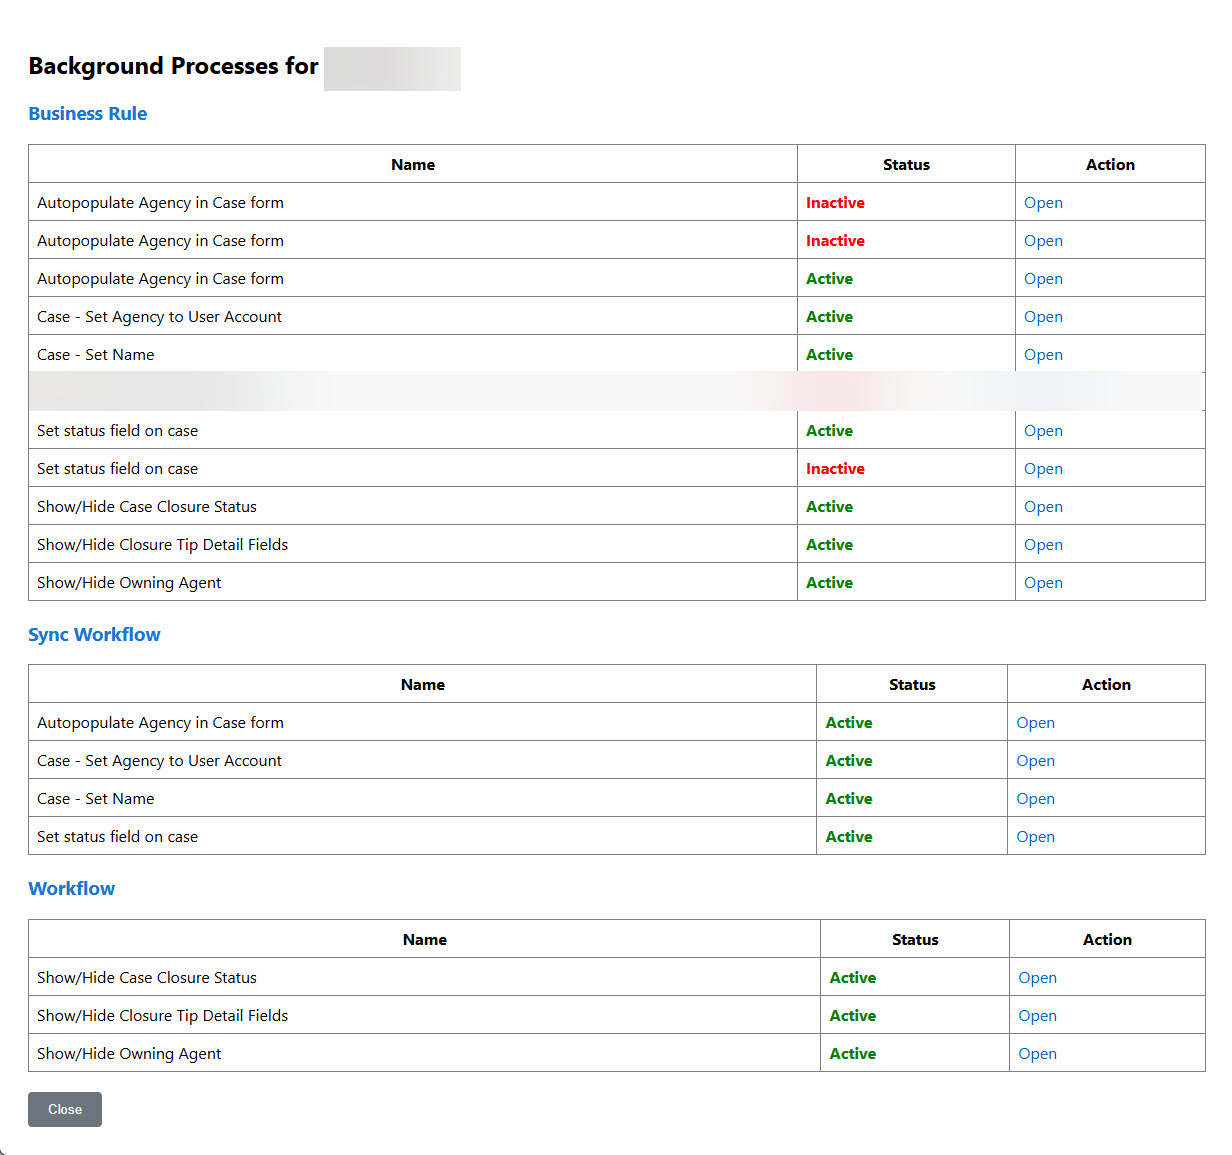 Background Processes for
Business Rule
Name Status Action
Autopopulate Agency in Case form Inactive Open
Autopopulate Agency in Case form Inactive Open
Autopopulate Agency in Case form Active Open
Case - Set Agency to User Account Active Open
Case - Set Name Active Open
Set status field on case Active Open
Set status field on case Inactive Open
Show/Hide Case Closure Status Active Open
Show/Hide Closure Tip Detail Fields Active Open
Show/Hide Owning Agent Active Open
Sync Workflow
Name Status Action
Autopopulate Agency in Case form Active Open
Case - Set Agency to User Account Active Open
Case - Set Name Active Open
Set status field on case Active Open
Workflow
Name Status Action
Show/Hide Case Closure Status Active Open
Show/Hide Closure Tip Detail Fields Active Open
Show/Hide Owning Agent Active Open
Close